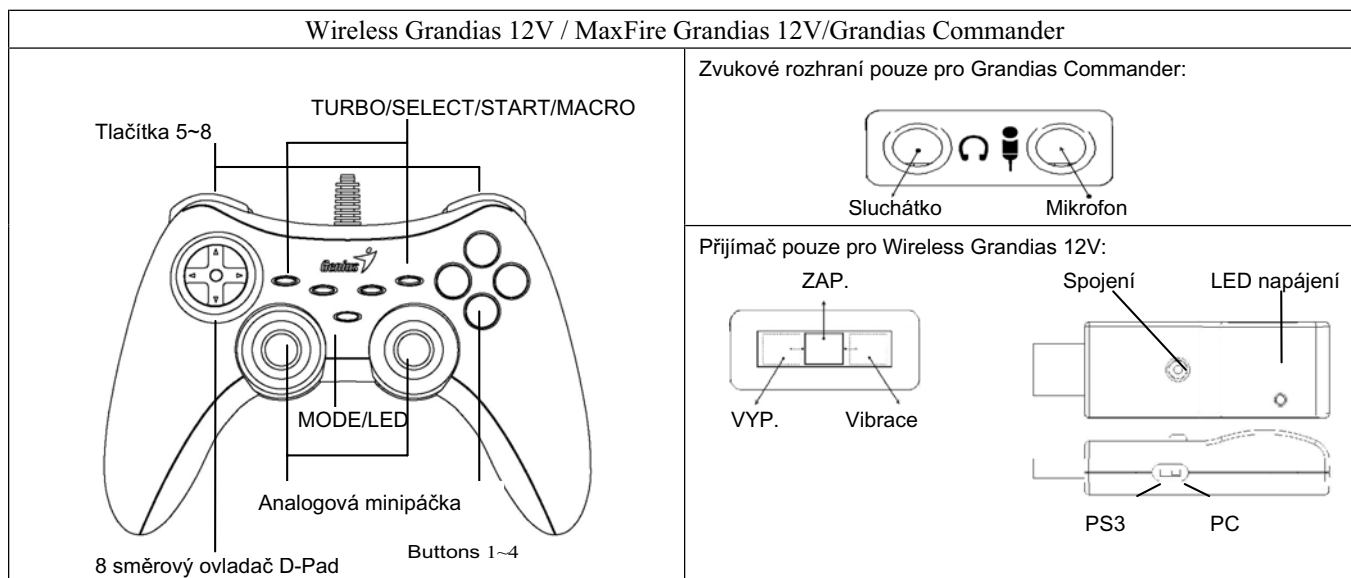 Wireless Grandias 12V / MaxFire Grandias 12V/Grandias Commander
TURBO/SELECT/START/MACRO
Tlačítka 5~8
Genius
MODE/LED
Analogová minipáčka
Buttons 1~4
8 směrový ovladač D-Pad
Zvukové rozhraní pouze pro Grandias Commander:
Sluchátko Mikrofon
Přijímač pouze pro Wireless Grandias 12V:
ZAP. Spojení LED napájení
VYP. Vibrace
PS3 PC